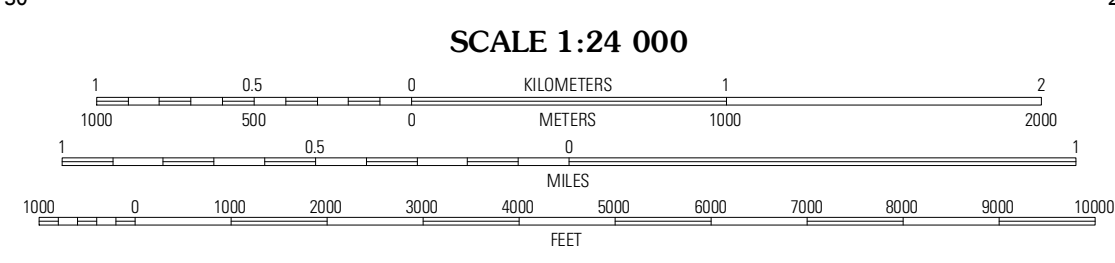 SCALE 1:24 000
1 0.5 0 KILOMETERS 1 2
1000 500 0 METERS 1000 2000
1 0.5 0 1
MILES
1000 0 1000 2000 3000 4000 5000 6000 7000 8000 9000 10000
FEET